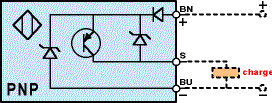 BN
+
+
S
charge
PNP
BU
-
-